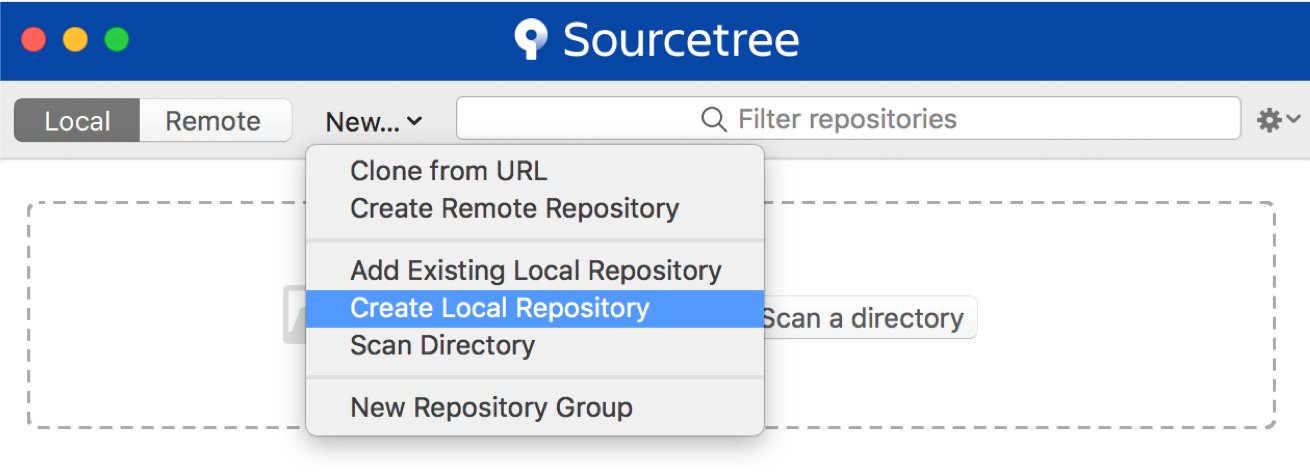 Sourcetree
Local Remote New... Filter repositories
Clone from URL
Create Remote Repository
Add Existing Local Repository
Create Local Repository
Scan a directory
Scan Directory
New Repository Group